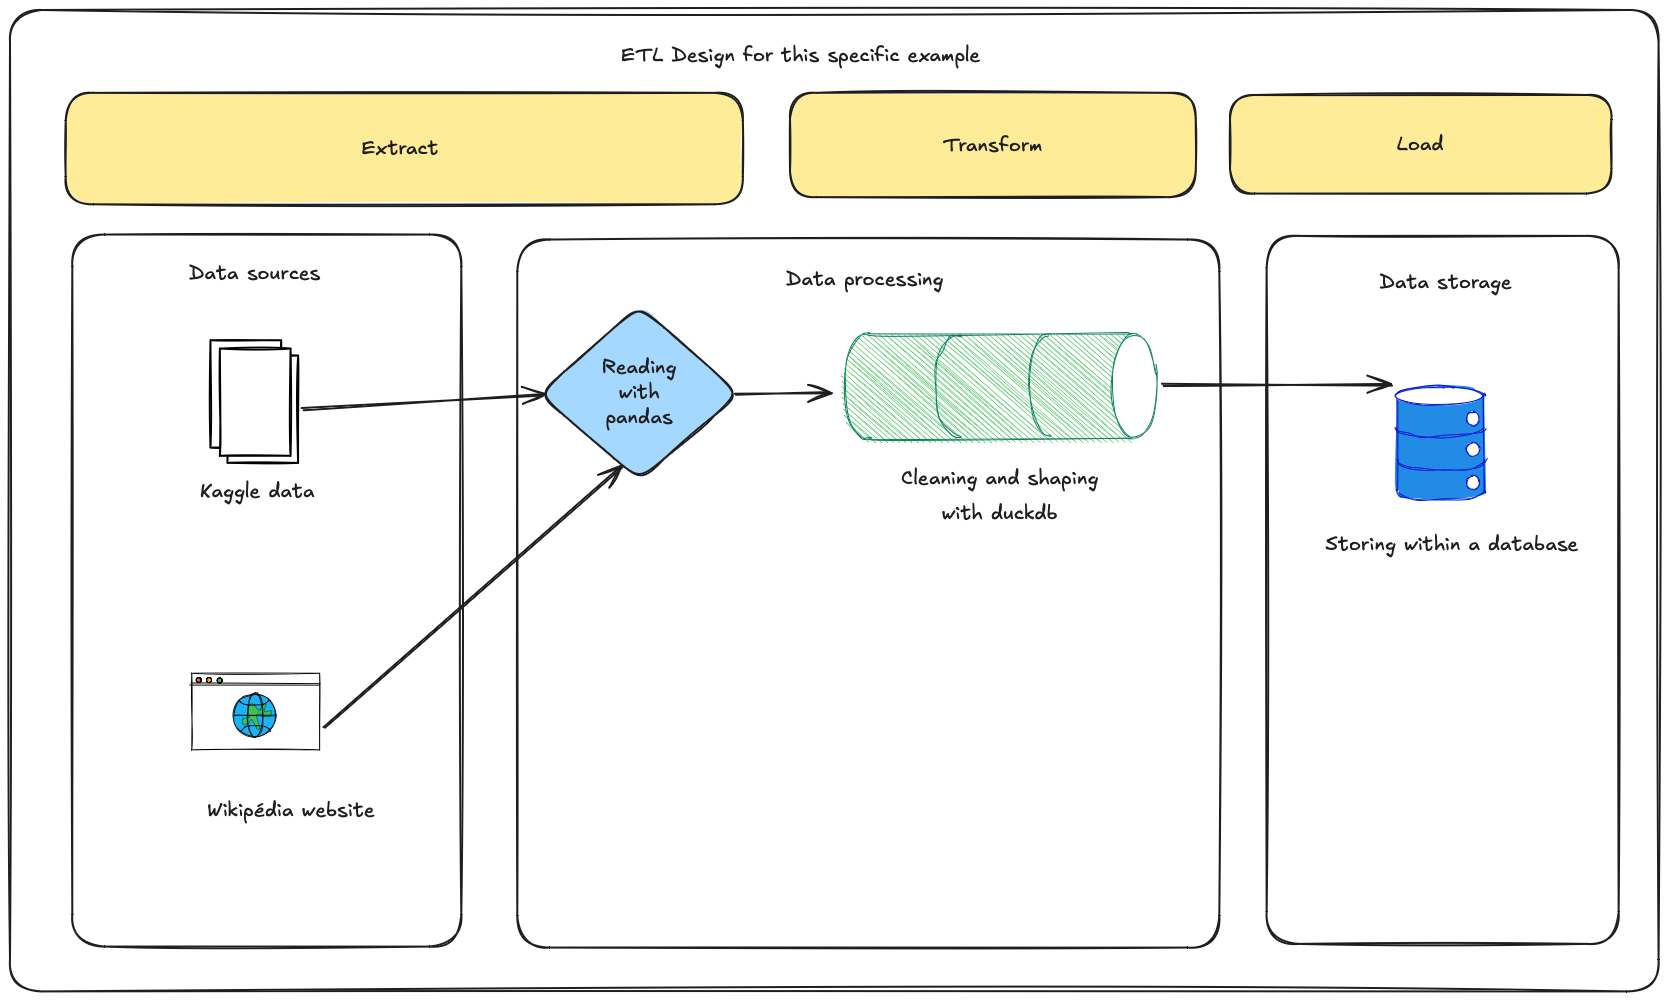 ETL Design for this specific example
Extract
Transform
Load
Data sources
Data processing
Data storage
Reading
with
pandas
Kaggle data
Cleaning and shaping
with duckdb
Storing within a database
Wikipédia website